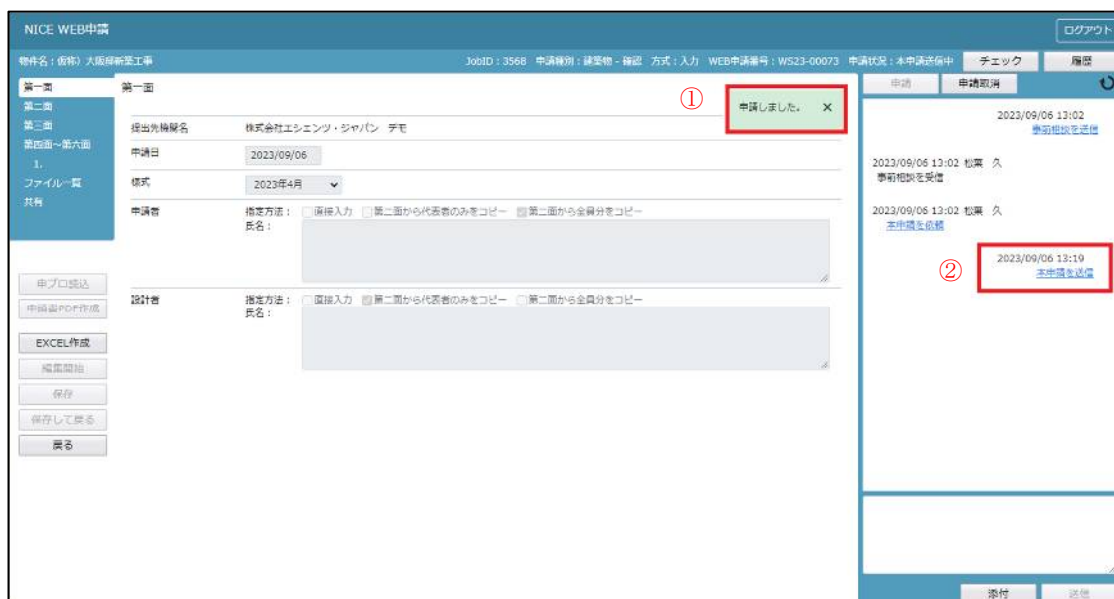 NICE WEB申請
ログアウト
物件名:仮称)大阪邸新築工事
JobID:3568 申請種別:建築物 - 確認 方式:入力 WEB申請番号:WS23-00073 申請状況:本申請送信中
チェック
履歴
第一面
第二面
第三面
第四面~第六面
1.
ファイル一覧
共有
申プロ読込
申請書PDF作成
EXCEL作成
編集開始
保存
保存して戻る
戻る
第一面
①
申請しました。 ×
提出先機関名 株式会社エシェンツ・ジャパン デモ
申請日 2023/09/06
様式 2023年4月
申請者 指定方法: 直接入力 第二面から代表者のみをコピー 第二面から全員分をコピー
氏名:
設計者 指定方法: 直接入力 第二面から代表者のみをコピー 第二面から全員分をコピー
氏名:
申請
申請取消
2023/09/06 13:02
事前相談を送信
2023/09/06 13:02 松葉 久
事前相談を受信
2023/09/06 13:02 松葉 久
本申請を依頼
②
2023/09/06 13:19
本申請を送信
添付
送信